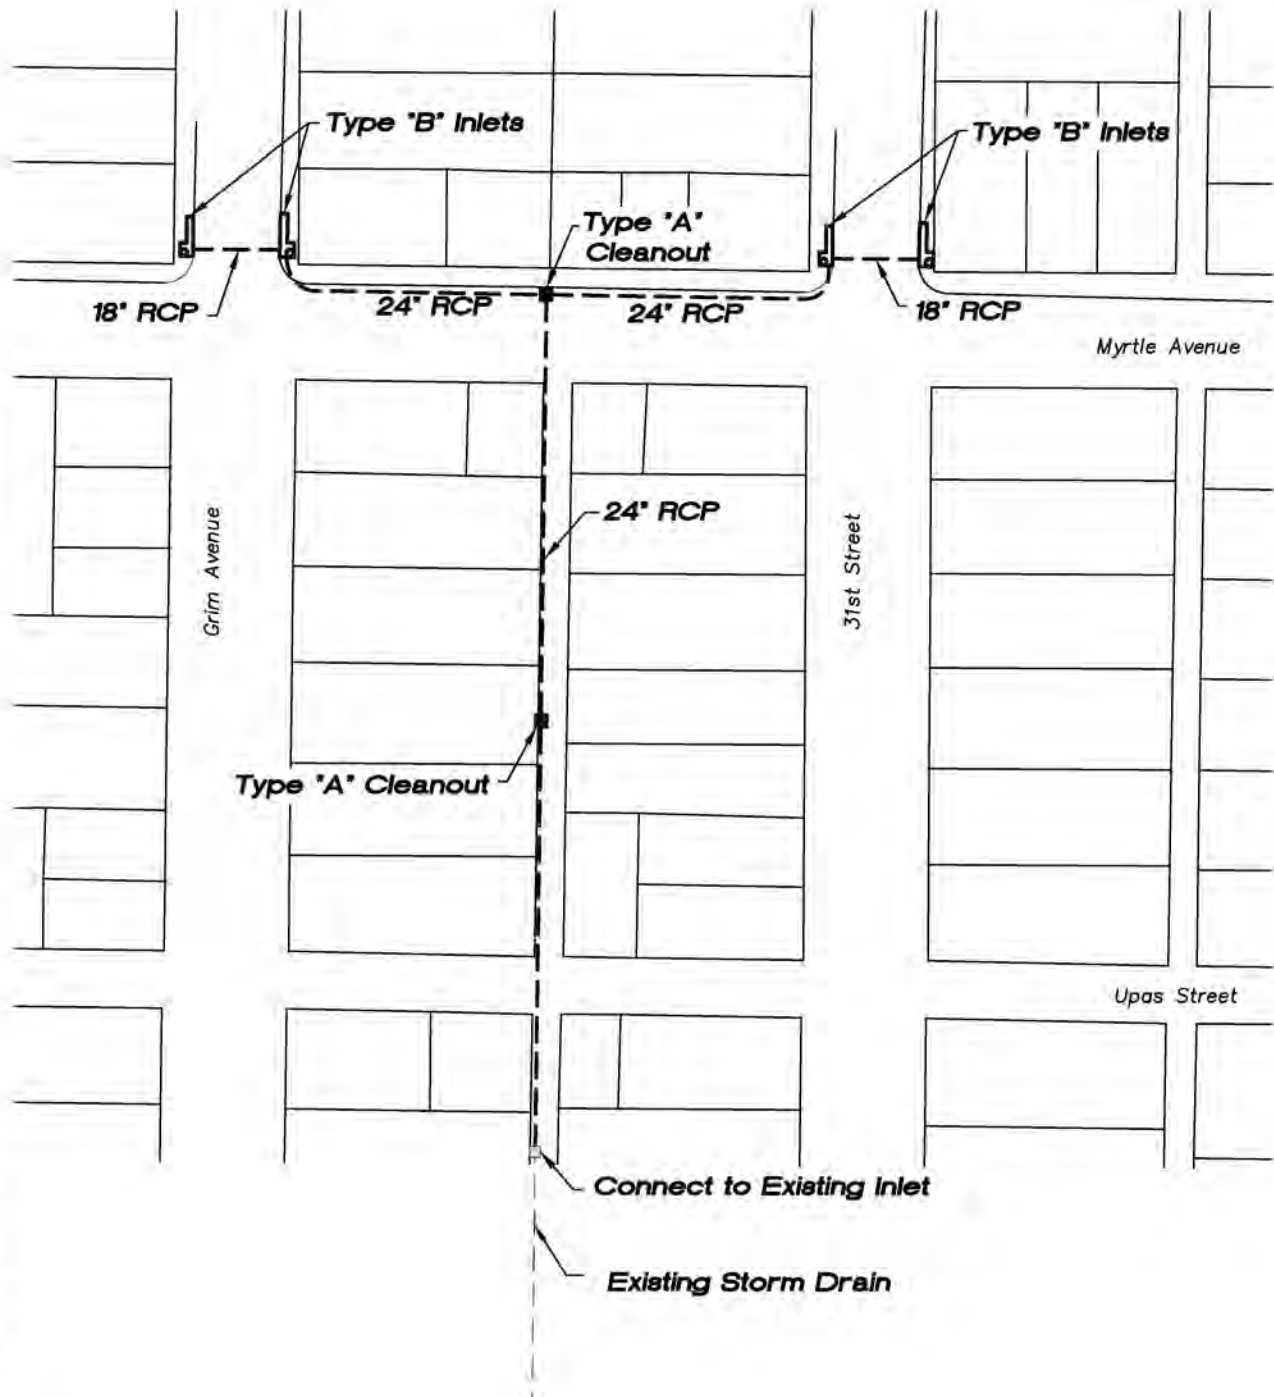 Type "B" Inlets
Type "B" Inlets
Type "A"
Cleanout
18" RCP
24" RCP
24" RCP
18" RCP
Myrtle Avenue
24" RCP
Grim Avenue
31st Street
Type "A" Cleanout
Upas Street
Connect to Existing Inlet
Existing Storm Drain